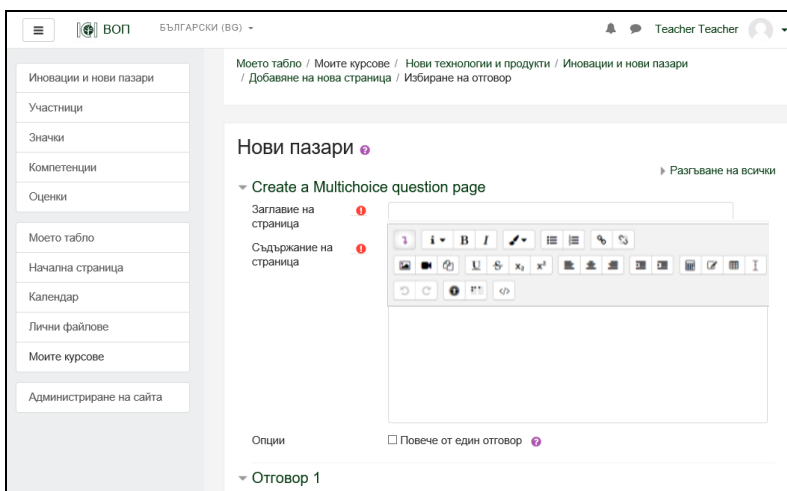 ВОП
БЪЛГАРСКИ (BG)
Teacher Teacher
Иновации и нови пазари
Участници
Значки
Компетенции
Оценки
Моето табло
Начална страница
Календар
Лични файлове
Моите курсове
Администриране на сайта
Моето табло / Моите курсове / Нови технологии и продукти / Иновации и нови пазари
/ Добавяне на нова страница / Избиране на отговор
Нови пазари
Разгъване на всички
Create a Multichoice question page
Заглавие на
страница
Съдържание на
страница
Опции
Повече от един отговор
Отговор 1